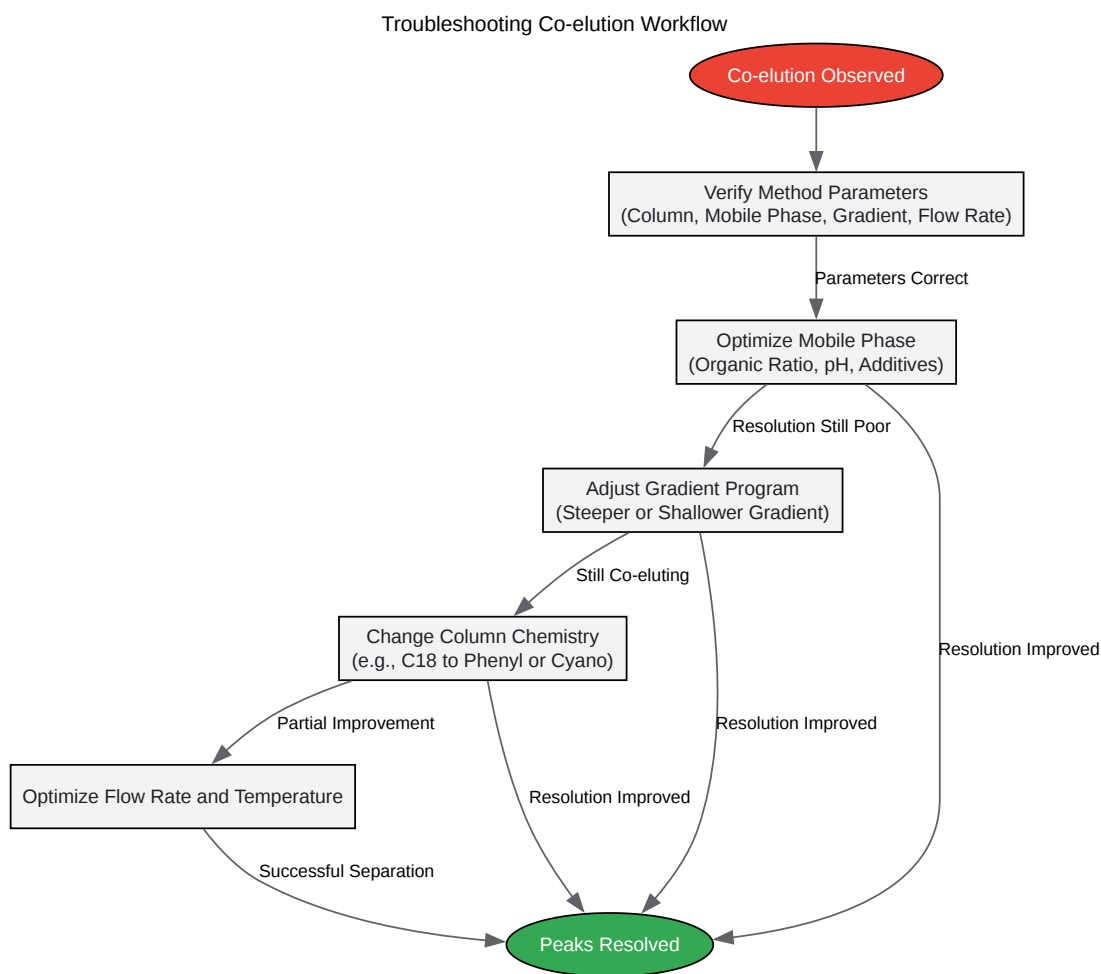 Troubleshooting Co-elution Workflow
Co-elution Observed
Verify Method Parameters
(Column, Mobile Phase, Gradient, Flow Rate)
Parameters Correct
Optimize Mobile Phase
(Organic Ratio, pH, Additives)
Resolution Still Poor
Adjust Gradient Program
(Steeper or Shallower Gradient)
Still Co-eluting
Change Column Chemistry
(e.g., C18 to Phenyl or Cyano)
Resolution Improved
Partial Improvement
Resolution Improved
Optimize Flow Rate and Temperature
Resolution Improved
Successful Separation
Peaks Resolved